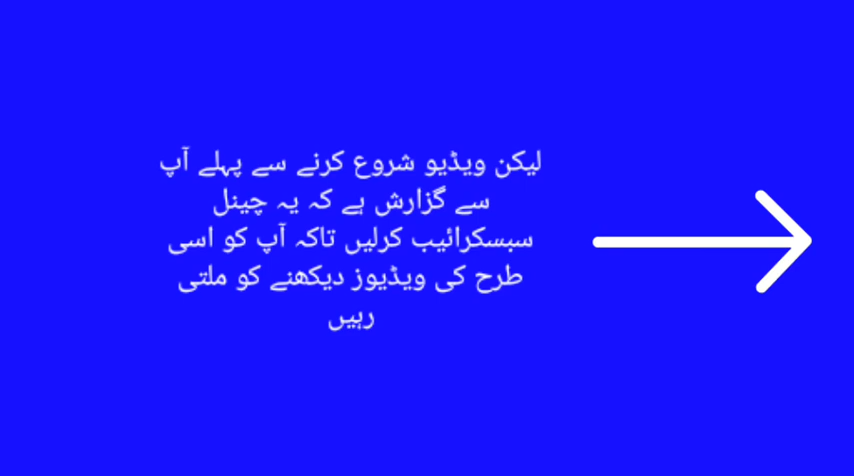 لیکن ویڈیو شروع کرنے سے پہلے آپ
سے گزارش ہے کہ یہ چینل
سبسکرائیب کرلیں تاکہ آپ کو اسی
طرح کی ویڈیوز دیکھنے کو ملتی
رہیں